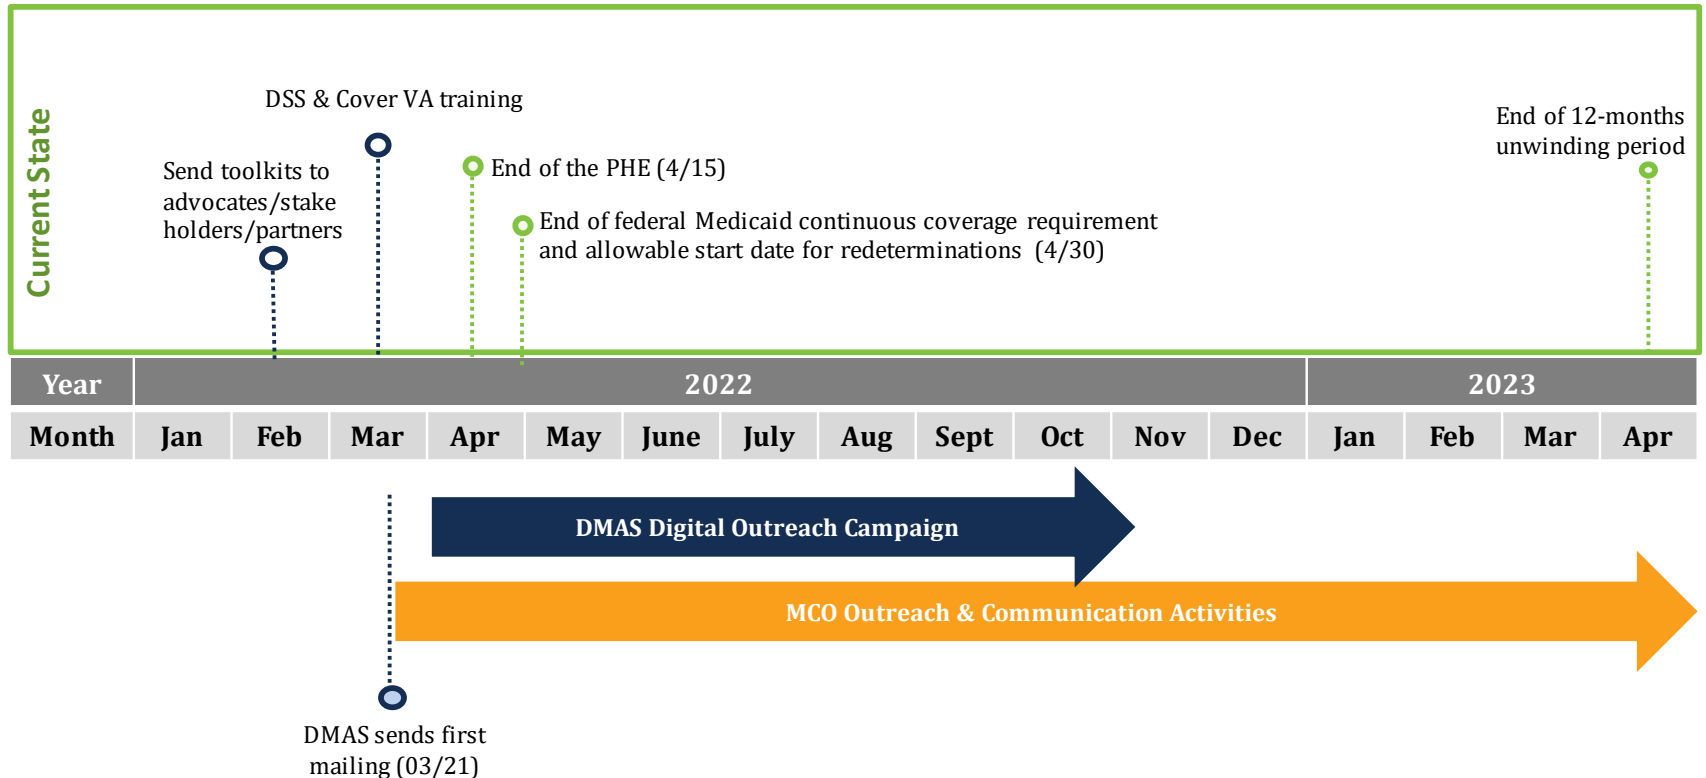 Current State
DSS & Cover VA training
Send toolkits to
advocates/stake
holders/partners
End of the PHE (4/15)
End of federal Medicaid continuous coverage requirement
and allowable start date for redeterminations (4/30)
End of 12-months
unwinding period
Year 2022 2023
Month Jan Feb Mar Apr May June July Aug Sept Oct Nov Dec Jan Feb Mar Apr
DMAS Digital Outreach Campaign
MCO Outreach & Communication Activities
DMAS sends first
mailing (03/21)